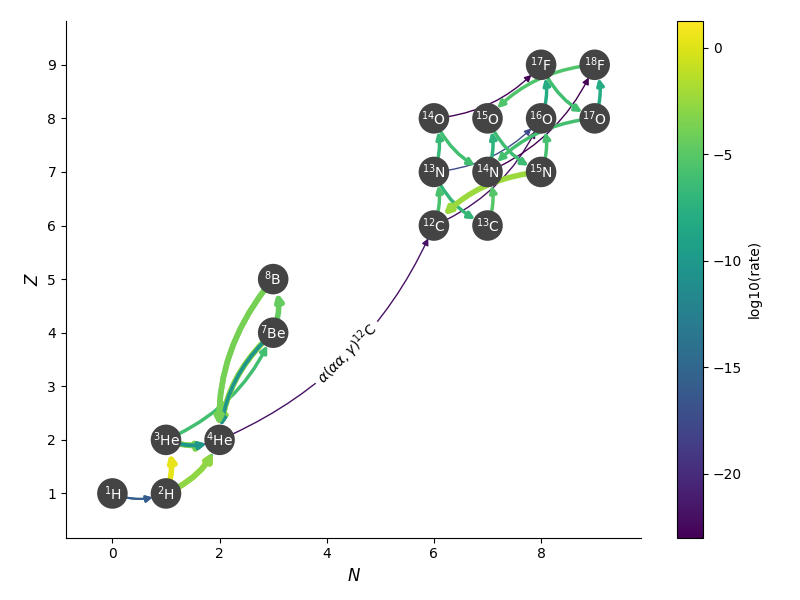 9
8
7
6
5
4
3
2
1
Z
0
2
4
6
8
N
¹⁷F
¹⁸F
¹⁴O
¹⁵O
¹⁶O
¹⁷O
¹³N
¹⁴N
¹⁵N
¹²C
¹³C
⁸B
⁷Be
α(αα, γ)¹²C
³He
⁴He
¹H
²H
0
−5
−10
−15
−20
log10(rate)